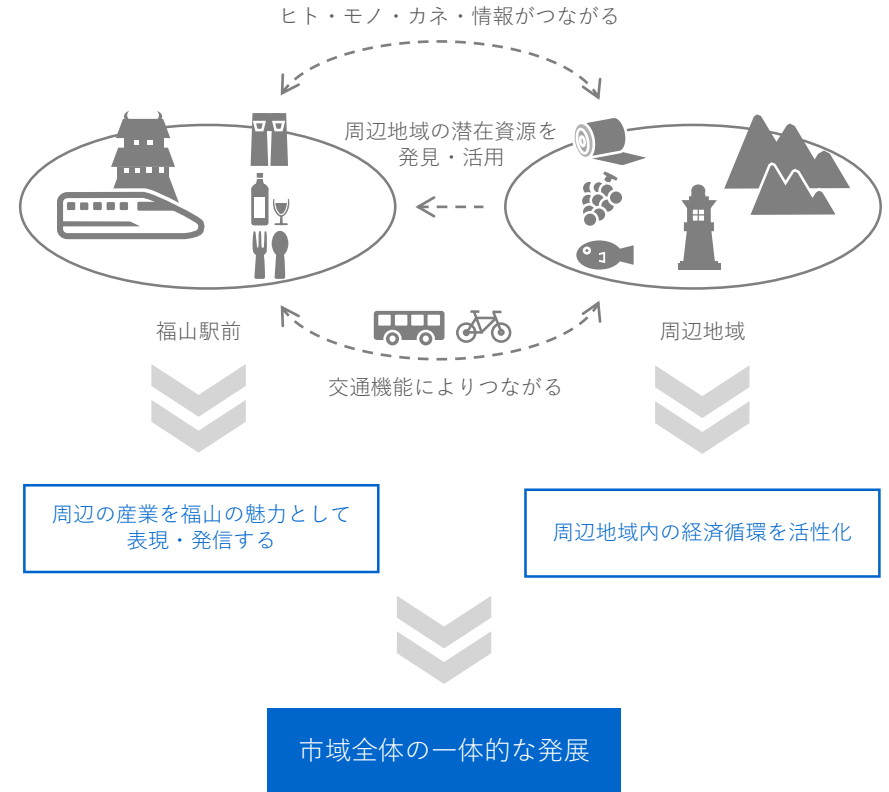 ヒト・モノ・カネ・情報がつながる
周辺地域の潜在資源を
発見・活用
福山駅前
周辺地域
交通機能によりつながる
周辺の産業を福山の魅力として
表現・発信する
周辺地域内の経済循環を活性化
市域全体の一体的な発展